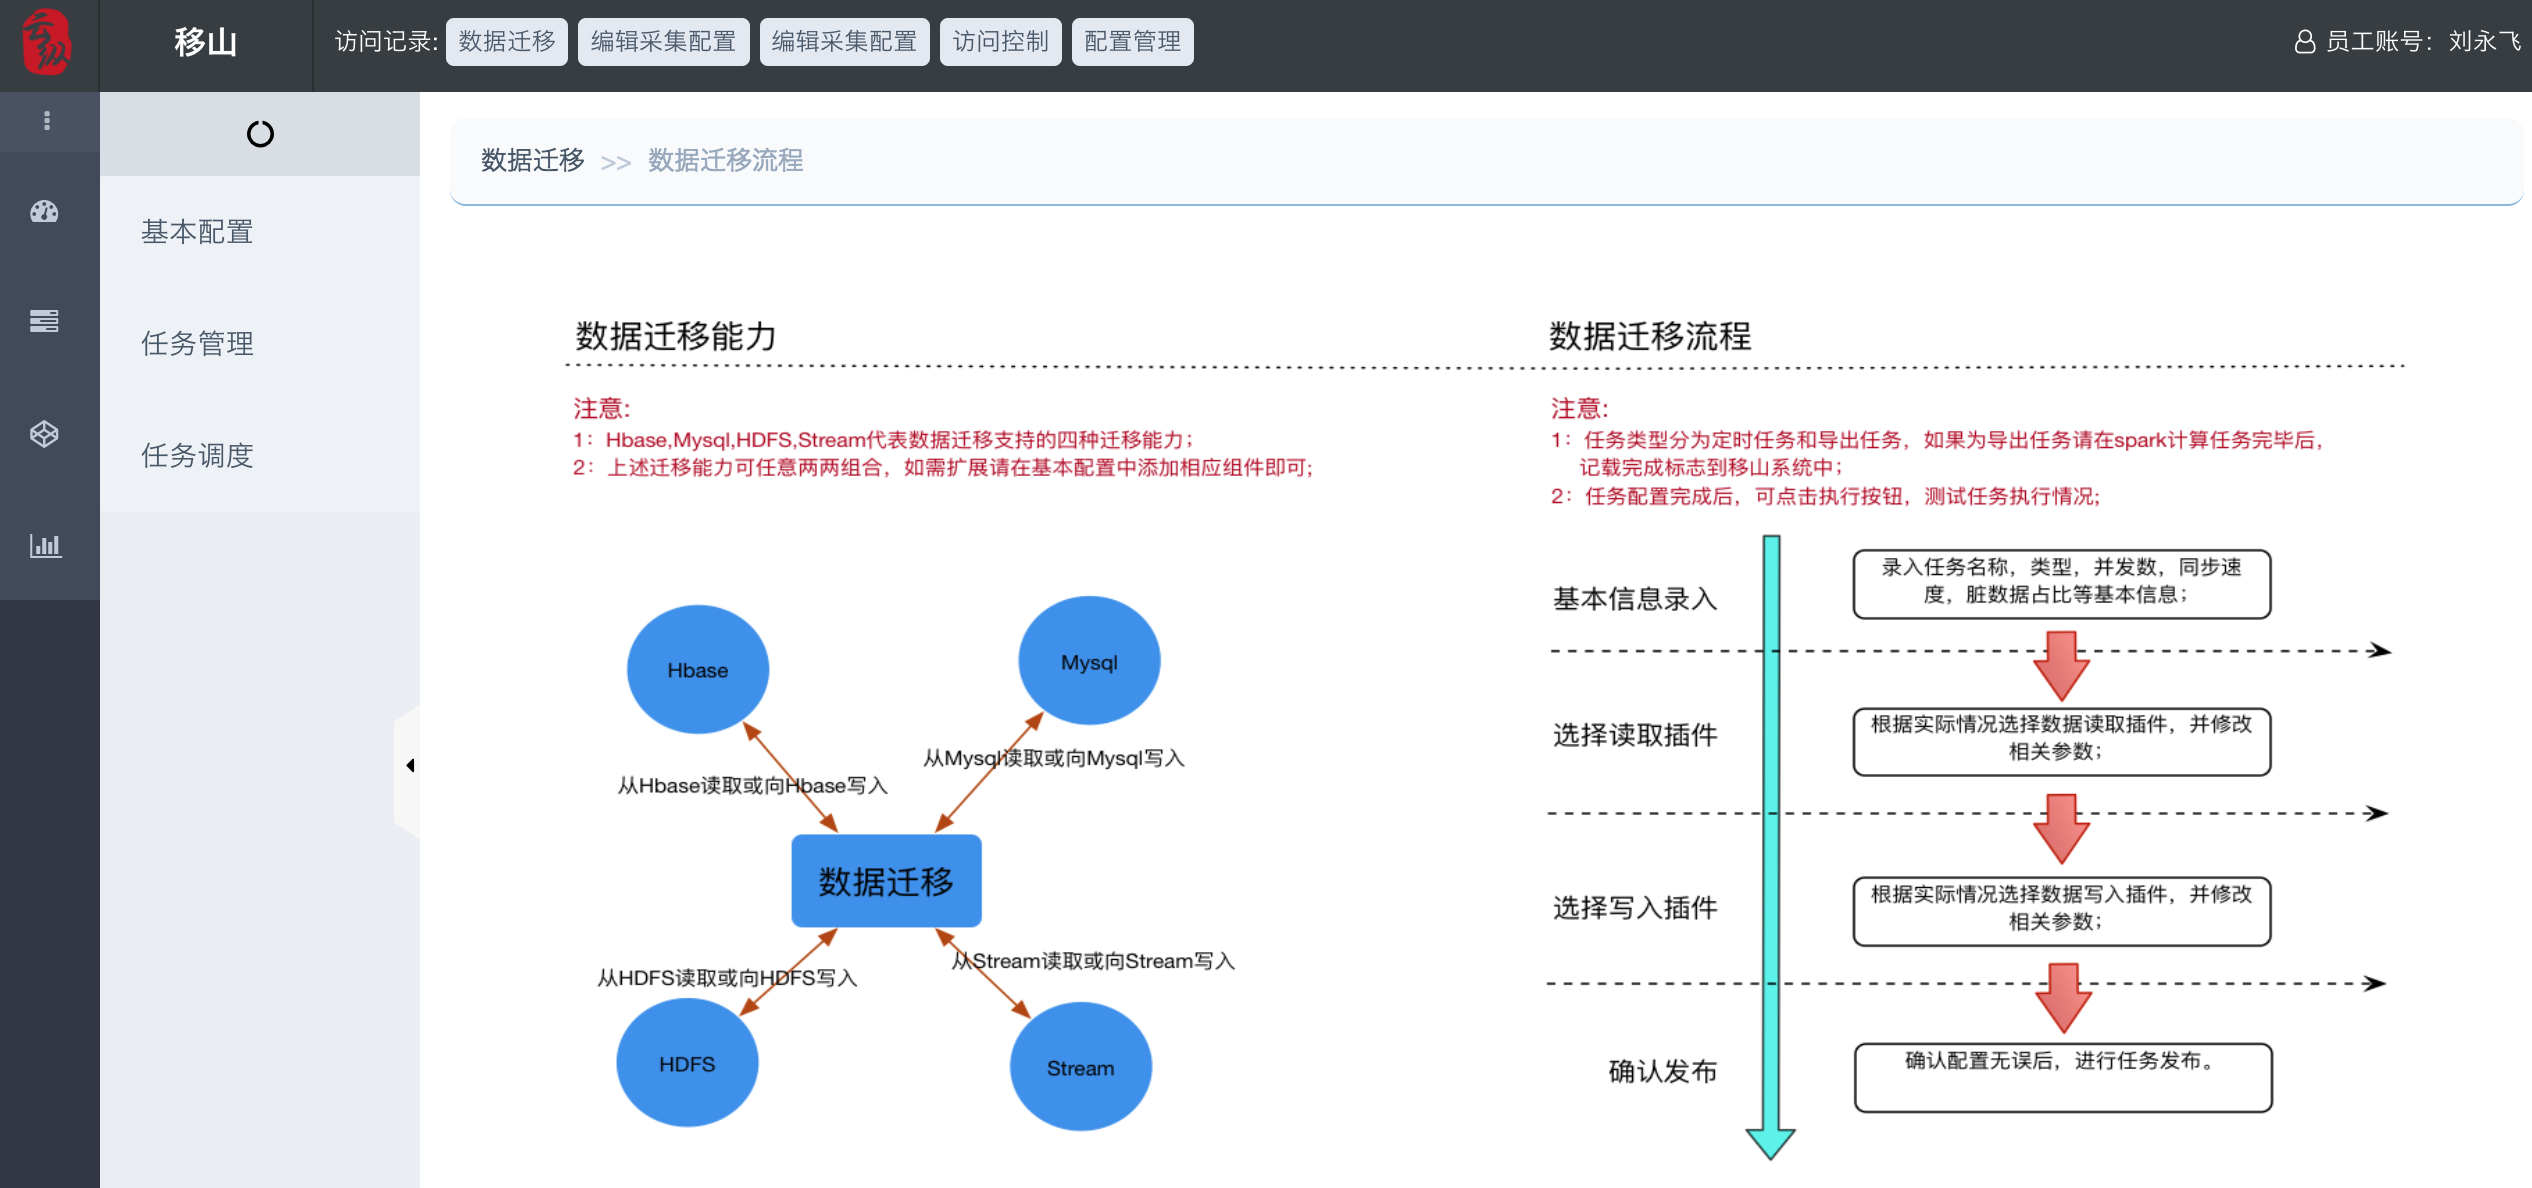 云纵
移山
访问记录: 数据迁移 编辑采集配置 编辑采集配置 访问控制 配置管理
员工账号：刘永飞
基本配置
任务管理
任务调度
数据迁移 >> 数据迁移流程
数据迁移能力
注意:
1：Hbase,Mysql,HDFS,Stream代表数据迁移支持的四种迁移能力；
2：上述迁移能力可任意两两组合，如需扩展请在基本配置中添加相应组件即可;
Hbase
Mysql
从Mysql读取或向Mysql写入
从Hbase读取或向Hbase写入
数据迁移
从Stream读取或向Stream写入
从HDFS读取或向HDFS写入
HDFS
Stream
数据迁移流程
注意:
1：任务类型分为定时任务和导出任务，如果为导出任务请在spark计算任务完毕后，
记载完成标志到移山系统中；
2：任务配置完成后，可点击执行按钮，测试任务执行情况;
基本信息录入
录入任务名称，类型，并发数，同步速
度，脏数据占比等基本信息；
选择读取插件
根据实际情况选择数据读取插件，并修改
相关参数；
选择写入插件
根据实际情况选择数据写入插件，并修改
相关参数；
确认发布
确认配置无误后，进行任务发布。